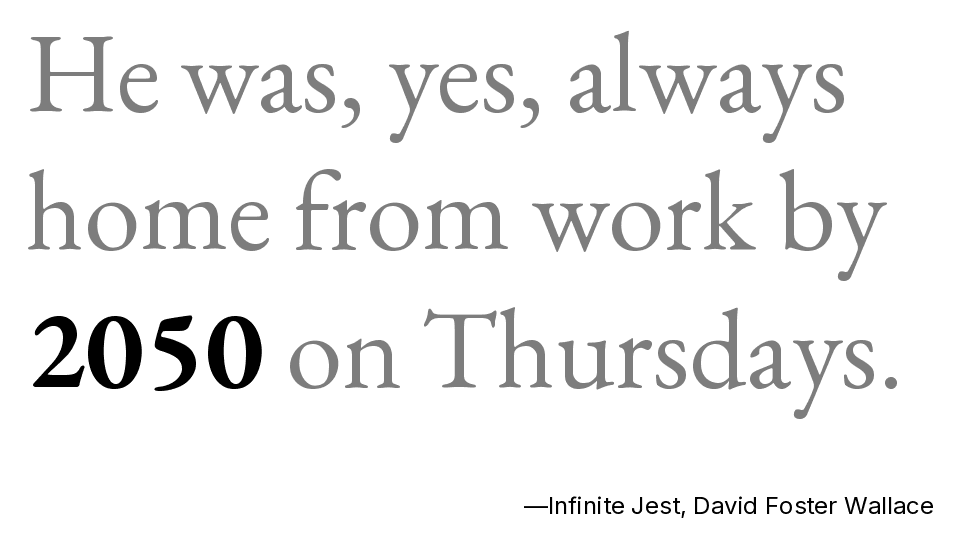 He was, yes, always
home from work by
2050 on Thursdays.
—Infinite Jest, David Foster Wallace